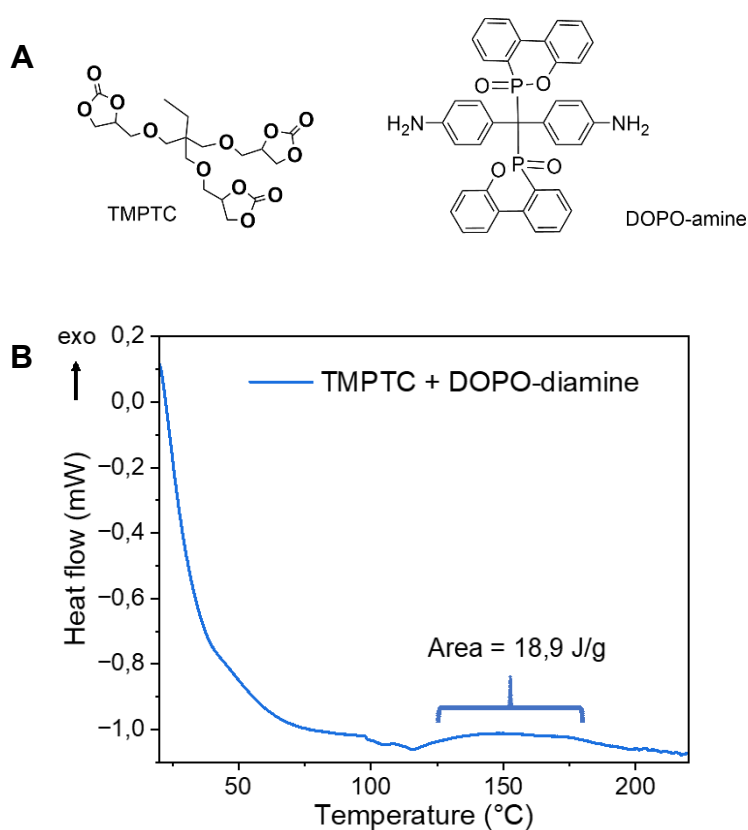 A
O
O
O
O
O
O
O
O
O
O
O
O
TMPTC
O=P-O
H₂N
NH₂
P=O
O
DOPO-amine
B
exo
TMPTC + DOPO-diamine
Area = 18,9 J/g
Heat flow (mW)
0,2
0,0
−0,2
−0,4
−0,6
−0,8
−1,0
50
100
150
200
Temperature (°C)